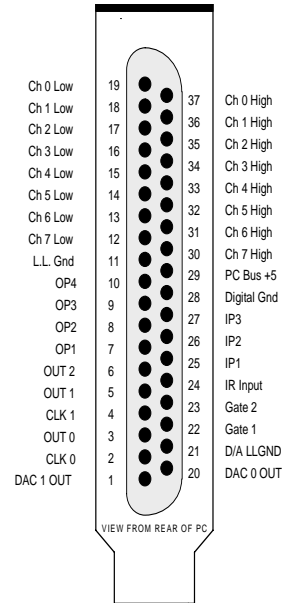 Ch 0 Low 19
37 Ch 0 High
Ch 1 Low 18
36 Ch 1 High
Ch 2 Low 17
35 Ch 2 High
Ch 3 Low 16
34 Ch 3 High
Ch 4 Low 15
33 Ch 4 High
Ch 5 Low 14
32 Ch 5 High
Ch 6 Low 13
31 Ch 6 High
Ch 7 Low 12
30 Ch 7 High
L.L. Gnd 11
29 PC Bus +5
OP4 10
28 Digital Gnd
OP3 9
27 IP3
OP2 8
26 IP2
OP1 7
25 IP1
OUT 2 6
24 IR Input
OUT 1 5
23 Gate 2
CLK 1 4
22 Gate 1
OUT 0 3
21 D/A LLGND
CLK 0 2
20 DAC 0 OUT
DAC 1 OUT 1
VIEW FROM REAR OF PC